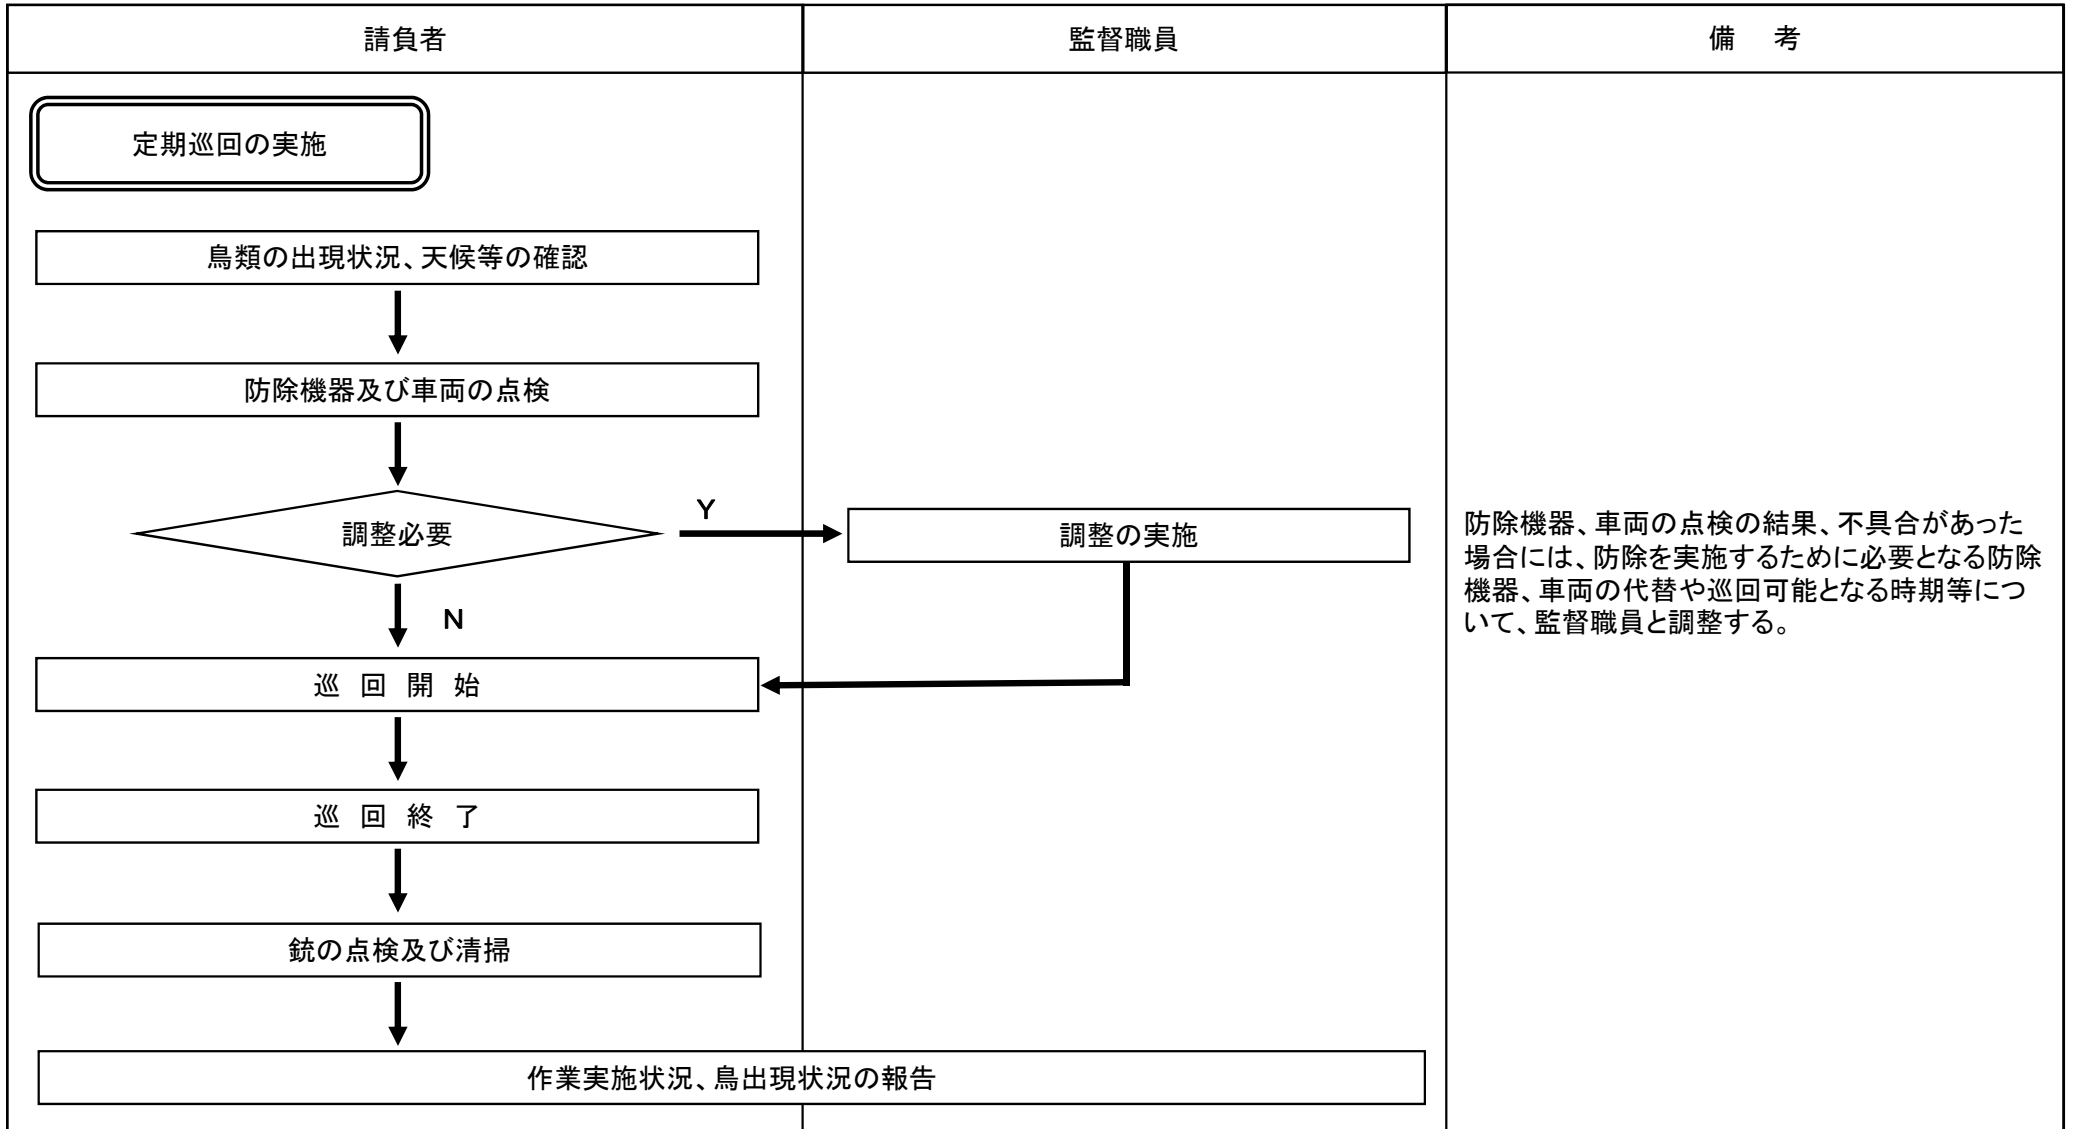 請負者
監督職員
備　考
定期巡回の実施
鳥類の出現状況、天候等の確認
防除機器及び車両の点検
調整必要
Y
調整の実施
防除機器、車両の点検の結果、不具合があった
場合には、防除を実施するために必要となる防除
機器、車両の代替や巡回可能となる時期等につ
いて、監督職員と調整する。
N
巡　回　開　始
巡　回　終　了
銃の点検及び清掃
作業実施状況、鳥出現状況の報告